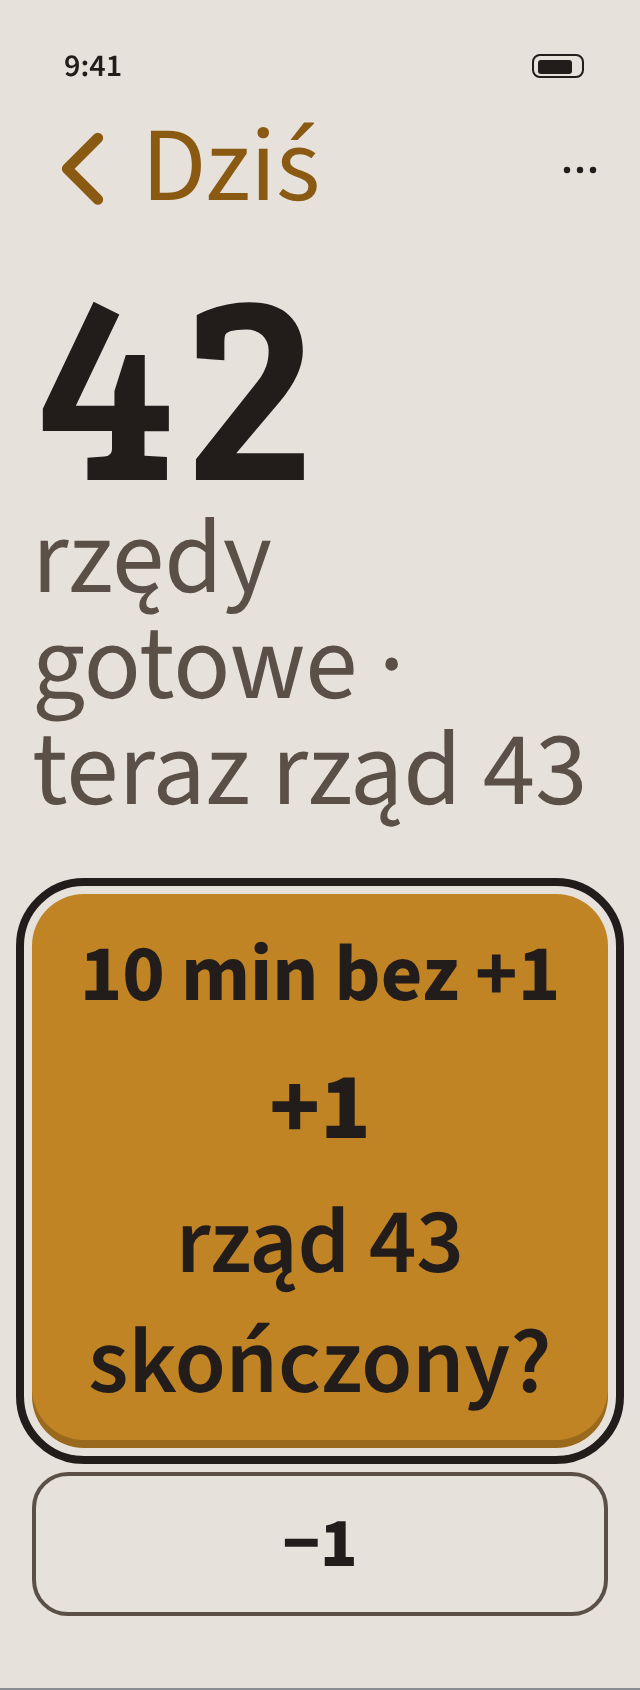 9:41
Dziś
...
42
rzędy
gotowe ·
teraz rząd 43
10 min bez +1
+1
rząd 43
skończony?
−1